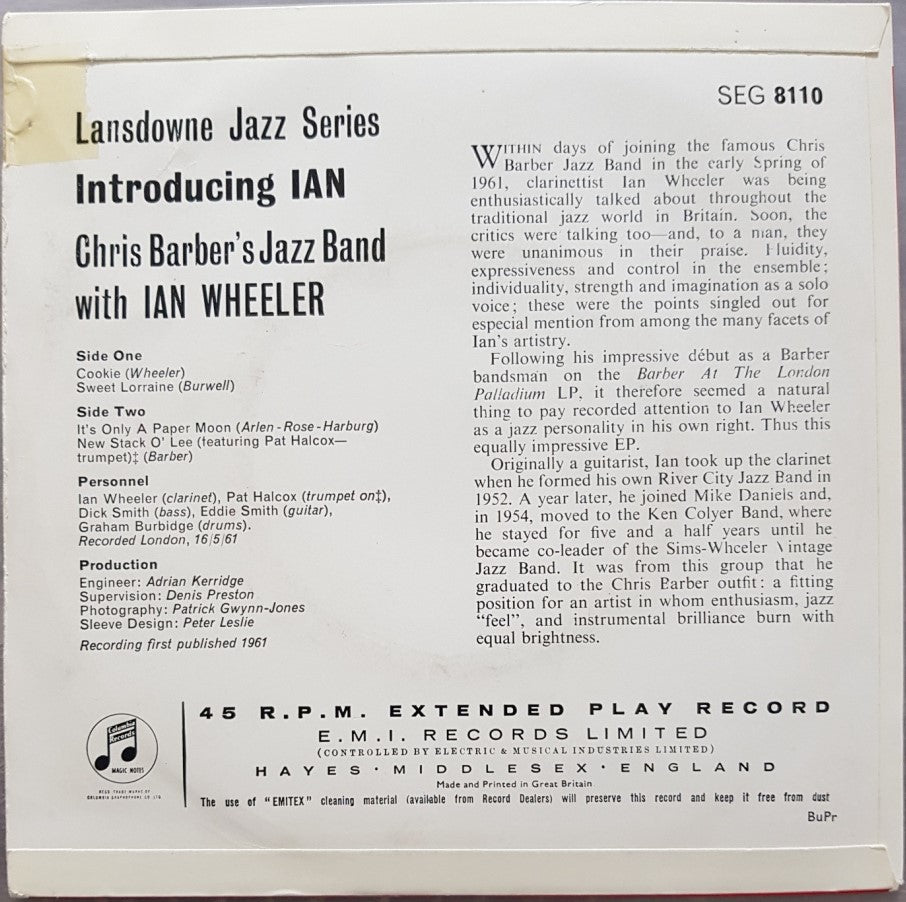 SEG 8110
Lansdowne Jazz Series
Introducing IAN
Chris Barber's Jazz Band
with IAN WHEELER
Side One
Cookie (Wheeler)
Sweet Lorraine (Burwell)
Side Two
It's Only A Paper Moon (Arlen-Rose-Harburg)
New Stack O' Lee (featuring Pat Halcox—
trumpet)‡ (Barber)
Personnel
Ian Wheeler (clarinet), Pat Halcox (trumpet on‡),
Dick Smith (bass), Eddie Smith (guitar),
Graham Burbidge (drums).
Recorded London, 16/5/61
Production
Engineer: Adrian Kerridge
Supervision: Denis Preston
Photography: Patrick Gwynn-Jones
Sleeve Design: Peter Leslie
Recording first published 1961
WITHIN days of joining the famous Chris
Barber Jazz Band in the early Spring of
1961, clarinettist Ian Wheeler was being
enthusiastically talked about throughout the
traditional jazz world in Britain. Soon, the
critics were talking too—and, to a man, they
were unanimous in their praise. Fluidity,
expressiveness and control in the ensemble;
individuality, strength and imagination as a solo
voice; these were the points singled out for
especial mention from among the many facets of
Ian's artistry.
Following his impressive début as a Barber
bandsman on the Barber At The London
Palladium LP, it therefore seemed a natural
thing to pay recorded attention to Ian Wheeler
as a jazz personality in his own right. Thus this
equally impressive EP.
Originally a guitarist, Ian took up the clarinet
when he formed his own River City Jazz Band in
1952. A year later, he joined Mike Daniels and,
in 1954, moved to the Ken Colyer Band, where
he stayed for five and a half years until he
became co-leader of the Sims-Wheeler Vintage
Jazz Band. It was from this group that he
graduated to the Chris Barber outfit: a fitting
position for an artist in whom enthusiasm, jazz
"feel", and instrumental brilliance burn with
equal brightness.
Columbia
Records
MAGIC NOTES
REGD. TRADE MARKS OF
COLUMBIA GRAPHOPHONE CO. LTD.
45 R.P.M. EXTENDED PLAY RECORD
E.M.I. RECORDS LIMITED
(CONTROLLED BY ELECTRIC & MUSICAL INDUSTRIES LIMITED)
HAYES · MIDDLESEX · ENGLAND
Made and Printed in Great Britain
The use of "EMITEX" cleaning material (available from Record Dealers) will preserve this record and keep it free from dust
BuPr